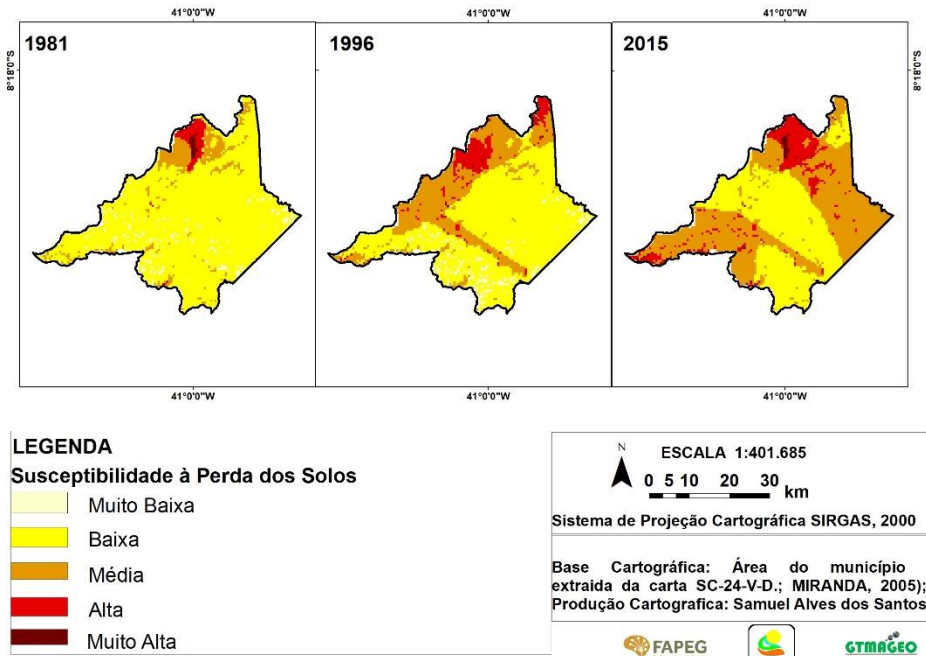 41°0'0"W 41°0'0"W 41°0'0"W
1981 1996 2015
8°18'0"S 8°18'0"S
41°0'0"W 41°0'0"W 41°0'0"W
LEGENDA
Susceptibilidade à Perda dos Solos
Muito Baixa
Baixa
Média
Alta
Muito Alta
N
ESCALA 1:401.685
0 5 10 20 30
km
Sistema de Projeção Cartográfica SIRGAS, 2000
Base Cartográfica: Área do município
extraida da carta SC-24-V-D.; MIRANDA, 2005);
Produção Cartografica: Samuel Alves dos Santos
FAPEG GTMAGEO